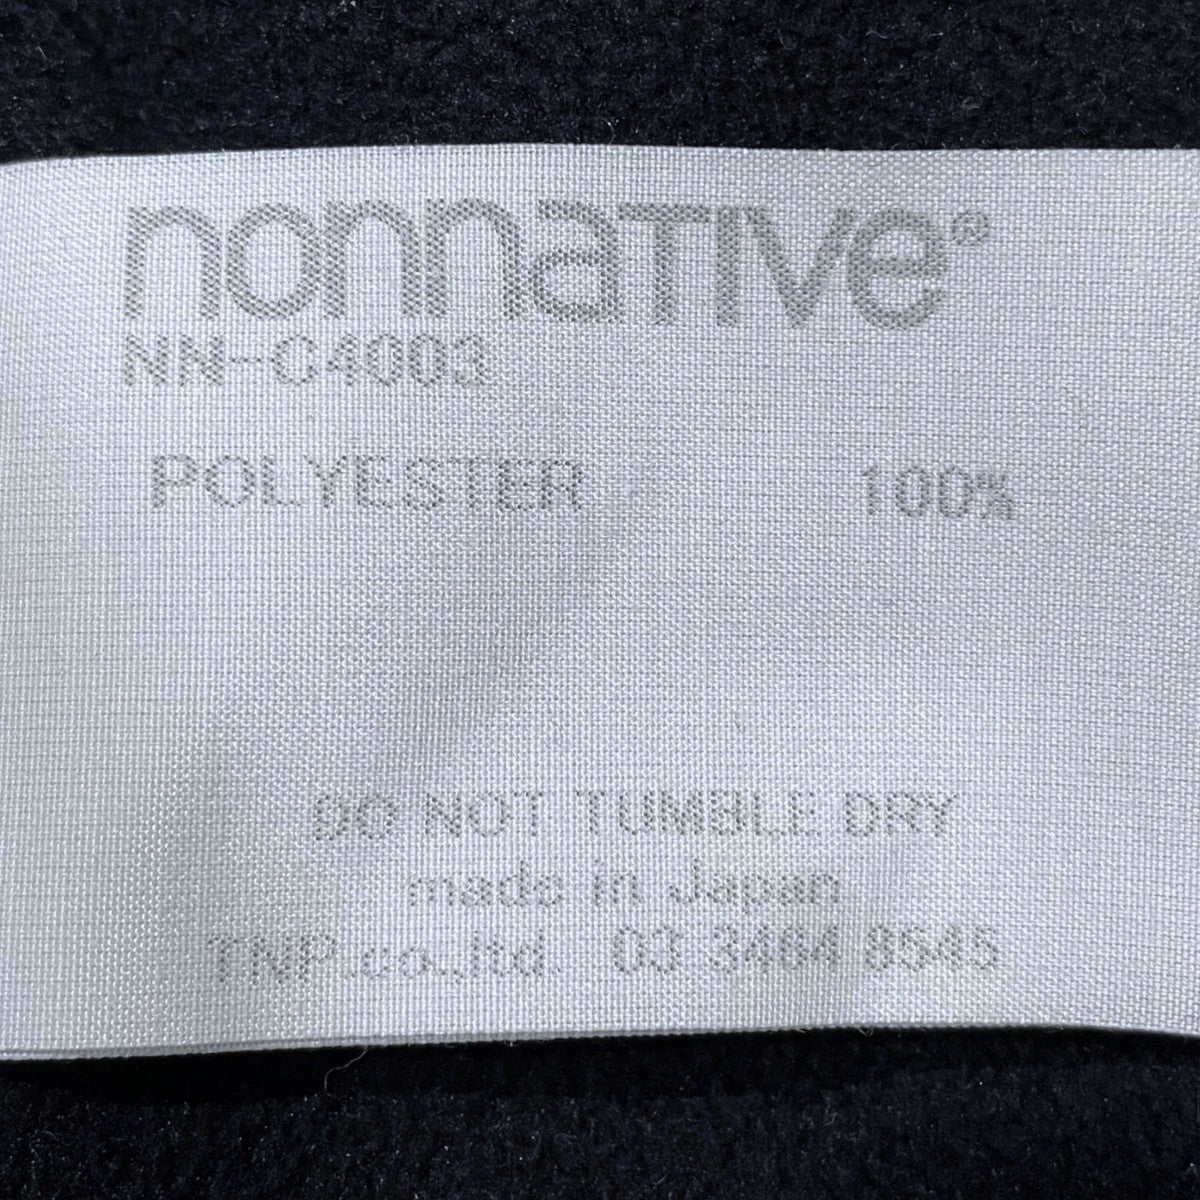 nonnaTIve®
NN-C4003
POLYESTER 100%
DO NOT TUMBLE DRY
made in Japan
TNP.co.,ltd. 03 3464 8545